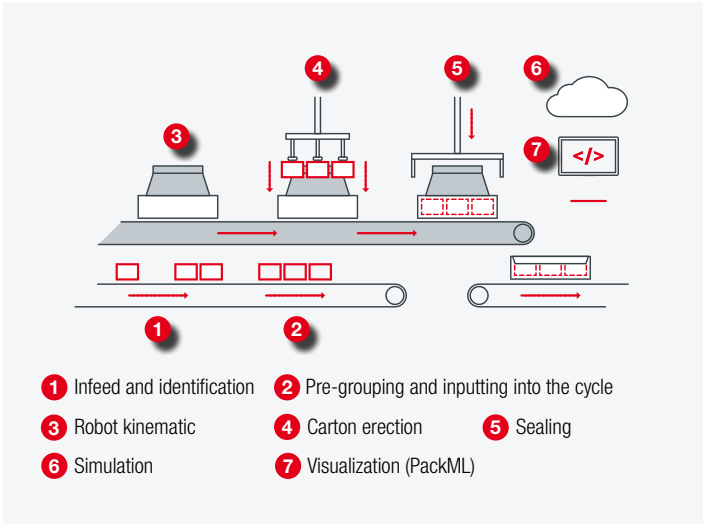 4
5
6
3
7
</>
1
2
1 Infeed and identification
2 Pre-grouping and inputting into the cycle
3 Robot kinematic
4 Carton erection
5 Sealing
6 Simulation
7 Visualization (PackML)